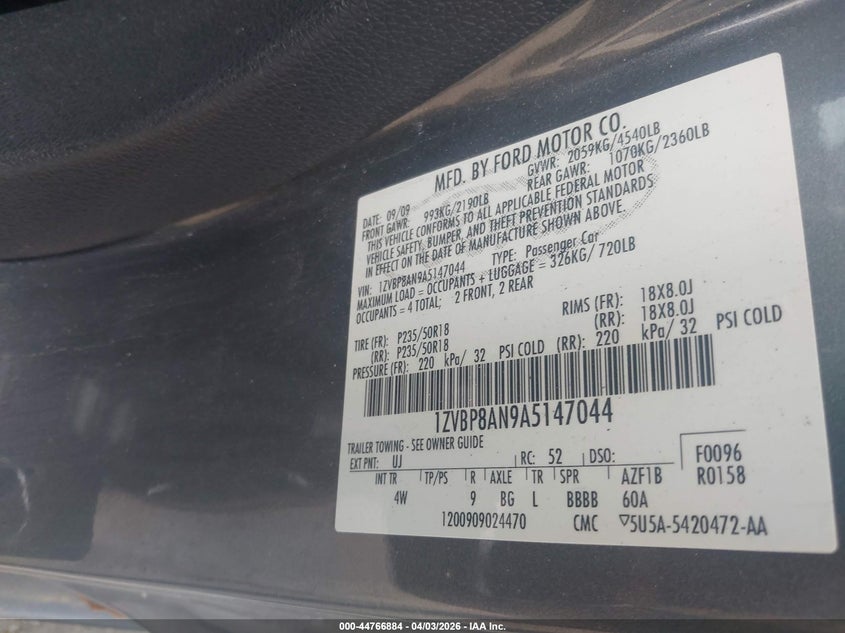 MFD. BY FORD MOTOR CO.
DATE: 09/09 GVWR: 2059KG/4540LB
FRONT GAWR: 993KG/2190LB REAR GAWR: 1070KG/2360LB
THIS VEHICLE CONFORMS TO ALL APPLICABLE FEDERAL MOTOR
VEHICLE SAFETY, BUMPER, AND THEFT PREVENTION STANDARDS
IN EFFECT ON THE DATE OF MANUFACTURE SHOWN ABOVE.
VIN: 1ZVBP8AN9A5147044 TYPE: Passenger Car
MAXIMUM LOAD = OCCUPANTS + LUGGAGE = 326KG/ 720LB
OCCUPANTS = 4 TOTAL; 2 FRONT, 2 REAR
TIRE (FR): P235/50R18 RIMS (FR): 18X8.0J
(RR): P235/50R18 (RR): 18X8.0J
PRESSURE (FR): 220 kPa/ 32 PSI COLD (RR): 220 kPa/ 32 PSI COLD
1ZVBP8AN9A5147044
TRAILER TOWING - SEE OWNER GUIDE
EXT PNT: UJ RC: 52 DSO: F0096
R0158
INT TR TP/PS R AXLE TR SPR AZF1B
4W 9 BG L BBBB 60A
1200909024470 CMC ▽5U5A-5420472-AA
000-44766884 | 04/03/2026 | IAA Inc.